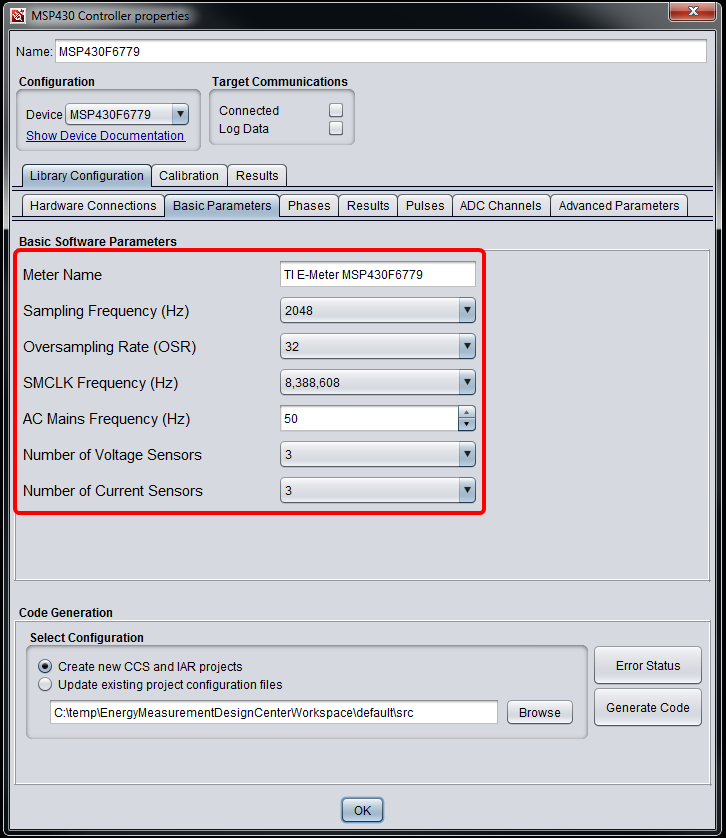 MSP430 Controller properties
Name: MSP430F6779
Configuration
Target Communications
Device MSP430F6779
Show Device Documentation
Connected
Log Data
Library Configuration Calibration Results
Hardware Connections Basic Parameters Phases Results Pulses ADC Channels Advanced Parameters
Basic Software Parameters
Meter Name TI E-Meter MSP430F6779
Sampling Frequency (Hz) 2048
Oversampling Rate (OSR) 32
SMCLK Frequency (Hz) 8,388,608
AC Mains Frequency (Hz) 50
Number of Voltage Sensors 3
Number of Current Sensors 3
Code Generation
Select Configuration
Create new CCS and IAR projects
Update existing project configuration files
C:\temp\EnergyMeasurementDesignCenterWorkspace\default\src Browse
Error Status
Generate Code
OK